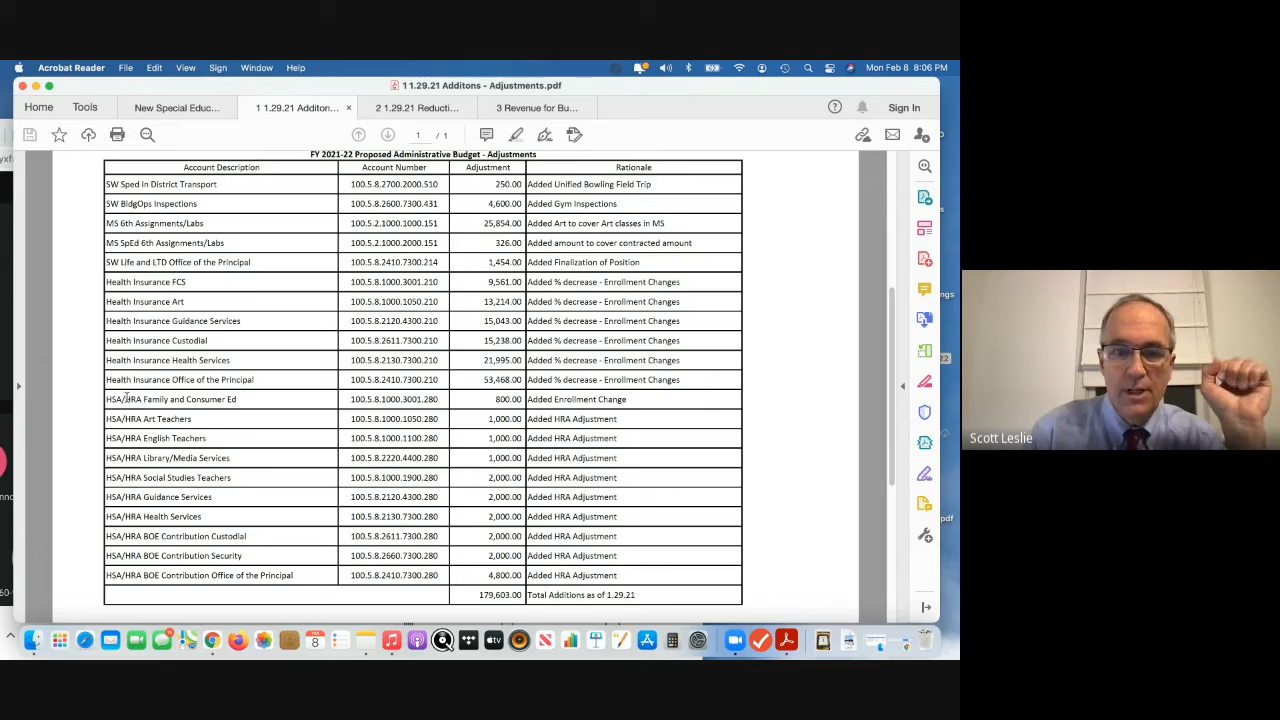 Acrobat Reader File Edit View Sign Window Help Mon Feb 8 8:06 PM
1 1.29.21 Additons - Adjustments.pdf
Home Tools New Special Educ... 1 1.29.21 Additon... × 2 1.29.21 Reducti... 3 Revenue for Bu... Sign In
1 / 1
FY 2021-22 Proposed Administrative Budget - Adjustments
Account Description Account Number Adjustment Rationale
SW Sped In District Transport 100.5.8.2700.2000.510 250.00 Added Unified Bowling Field Trip
SW BldgOps Inspections 100.5.8.2600.7300.431 4,600.00 Added Gym Inspections
MS 6th Assignments/Labs 100.5.2.1000.1000.151 25,854.00 Added Art to cover Art classes in MS
MS SpEd 6th Assignments/Labs 100.5.2.1000.2000.151 326.00 Added amount to cover contracted amount
SW Life and LTD Office of the Principal 100.5.8.2410.7300.214 1,454.00 Added Finalization of Position
Health Insurance FCS 100.5.8.1000.3001.210 9,561.00 Added % decrease - Enrollment Changes
Health Insurance Art 100.5.8.1000.1050.210 13,214.00 Added % decrease - Enrollment Changes
Health Insurance Guidance Services 100.5.8.2120.4300.210 15,043.00 Added % decrease - Enrollment Changes
Health Insurance Custodial 100.5.8.2611.7300.210 15,238.00 Added % decrease - Enrollment Changes
Health Insurance Health Services 100.5.8.2130.7300.210 21,995.00 Added % decrease - Enrollment Changes
Health Insurance Office of the Principal 100.5.8.2410.7300.210 53,468.00 Added % decrease - Enrollment Changes
HSA/HRA Family and Consumer Ed 100.5.8.1000.3001.280 800.00 Added Enrollment Change
HSA/HRA Art Teachers 100.5.8.1000.1050.280 1,000.00 Added HRA Adjustment
HSA/HRA English Teachers 100.5.8.1000.1100.280 1,000.00 Added HRA Adjustment
HSA/HRA Library/Media Services 100.5.8.2220.4400.280 1,000.00 Added HRA Adjustment
HSA/HRA Social Studies Teachers 100.5.8.1000.1900.280 2,000.00 Added HRA Adjustment
HSA/HRA Guidance Services 100.5.8.2120.4300.280 2,000.00 Added HRA Adjustment
HSA/HRA Health Services 100.5.8.2130.7300.280 2,000.00 Added HRA Adjustment
HSA/HRA BOE Contribution Custodial 100.5.8.2611.7300.280 2,000.00 Added HRA Adjustment
HSA/HRA BOE Contribution Security 100.5.8.2660.7300.280 2,000.00 Added HRA Adjustment
HSA/HRA BOE Contribution Office of the Principal 100.5.8.2410.7300.280 4,800.00 Added HRA Adjustment
179,603.00 Total Additions as of 1.29.21
Scott Leslie